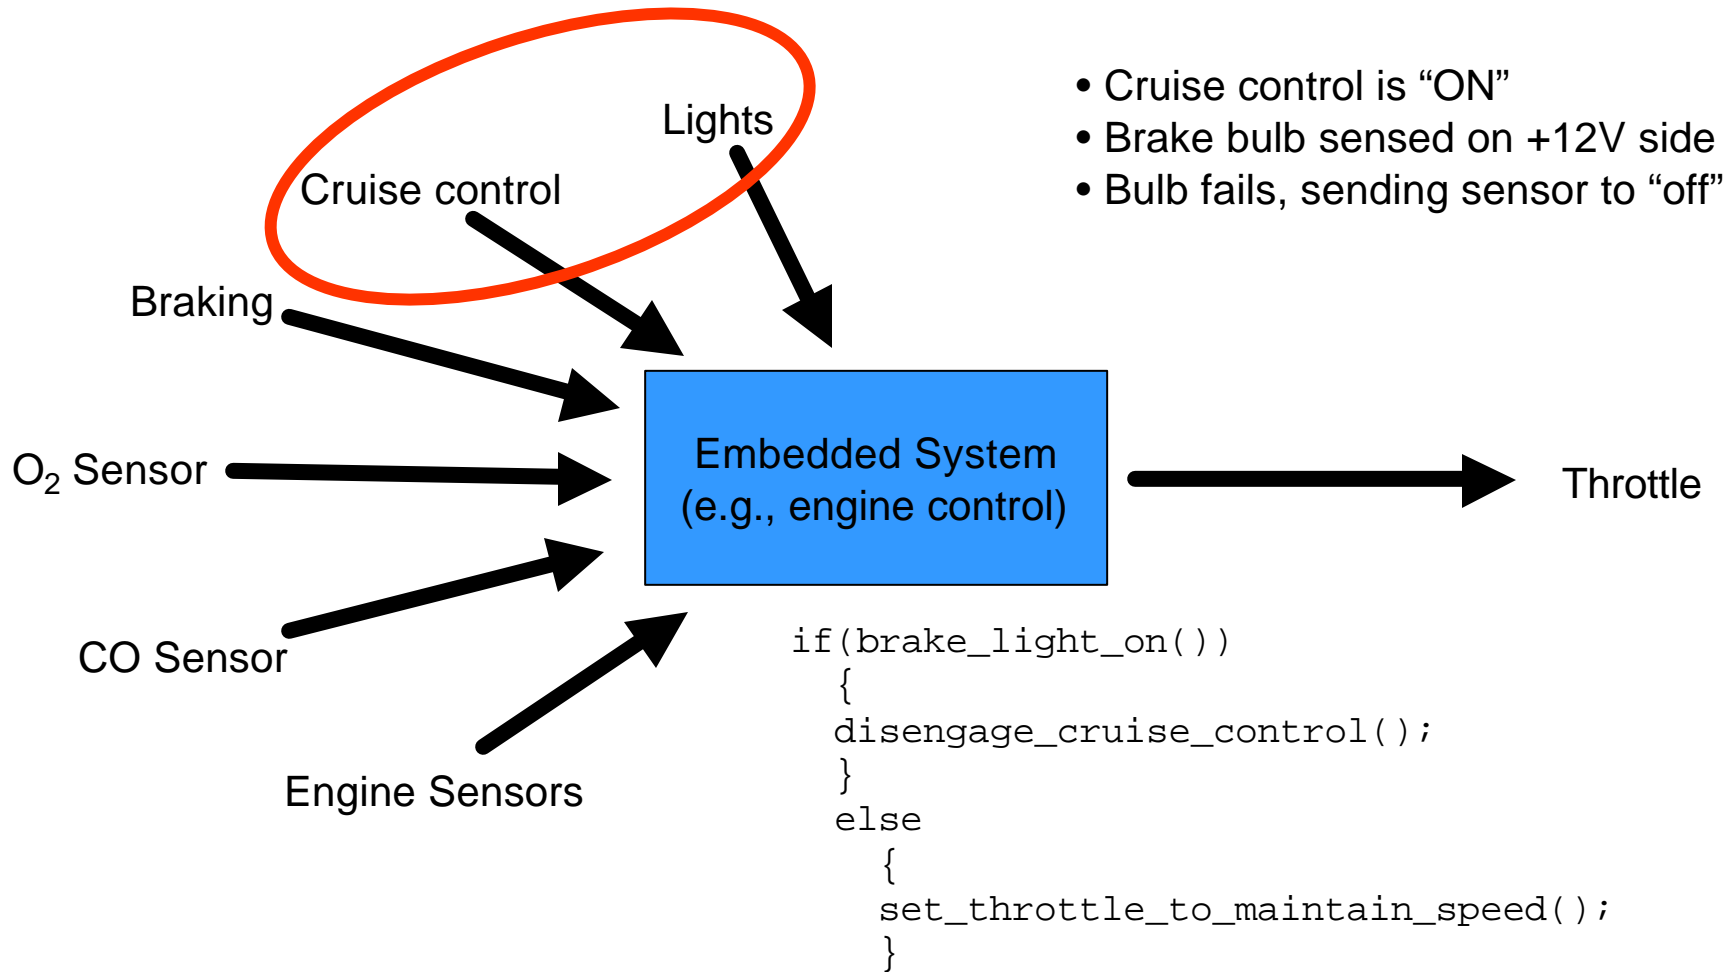 • Cruise control is “ON”
• Brake bulb sensed on +12V side
• Bulb fails, sending sensor to “off”
Lights
Cruise control
Braking
O₂ Sensor
CO Sensor
Engine Sensors
Embedded System
(e.g., engine control)
Throttle
if(brake_light_on())
{
disengage_cruise_control();
}
else
{
set_throttle_to_maintain_speed();
}